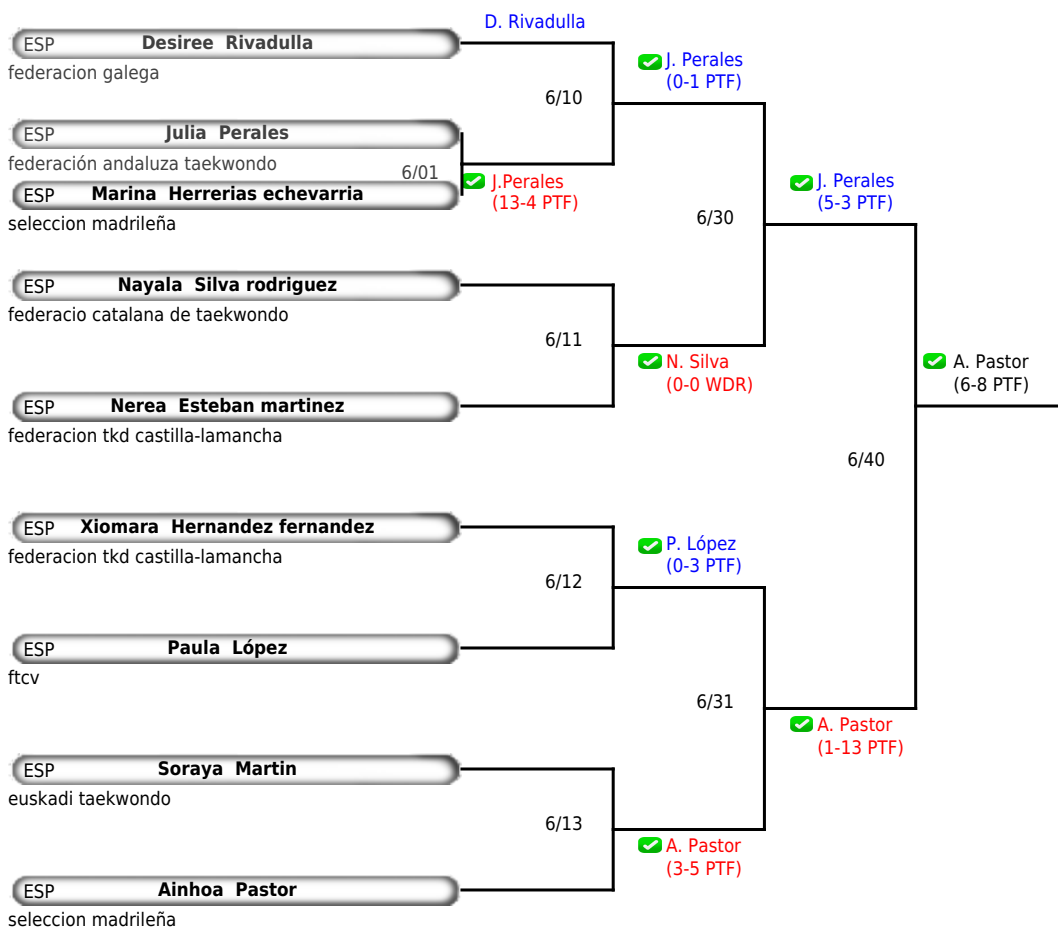 D. Rivadulla
ESP Desiree Rivadulla
federacion galega
J. Perales
(0-1 PTF)
6/10
ESP Julia Perales
federación andaluza taekwondo
6/01
J.Perales
(13-4 PTF)
ESP Marina Herrerias echevarria
seleccion madrileña
J. Perales
(5-3 PTF)
6/30
ESP Nayala Silva rodriguez
federacio catalana de taekwondo
6/11
N. Silva
(0-0 WDR)
A. Pastor
(6-8 PTF)
ESP Nerea Esteban martinez
federacion tkd castilla-lamancha
6/40
ESP Xiomara Hernandez fernandez
federacion tkd castilla-lamancha
P. López
(0-3 PTF)
6/12
ESP Paula López
ftcv
6/31
A. Pastor
(1-13 PTF)
ESP Soraya Martin
euskadi taekwondo
6/13
A. Pastor
(3-5 PTF)
ESP Ainhoa Pastor
seleccion madrileña